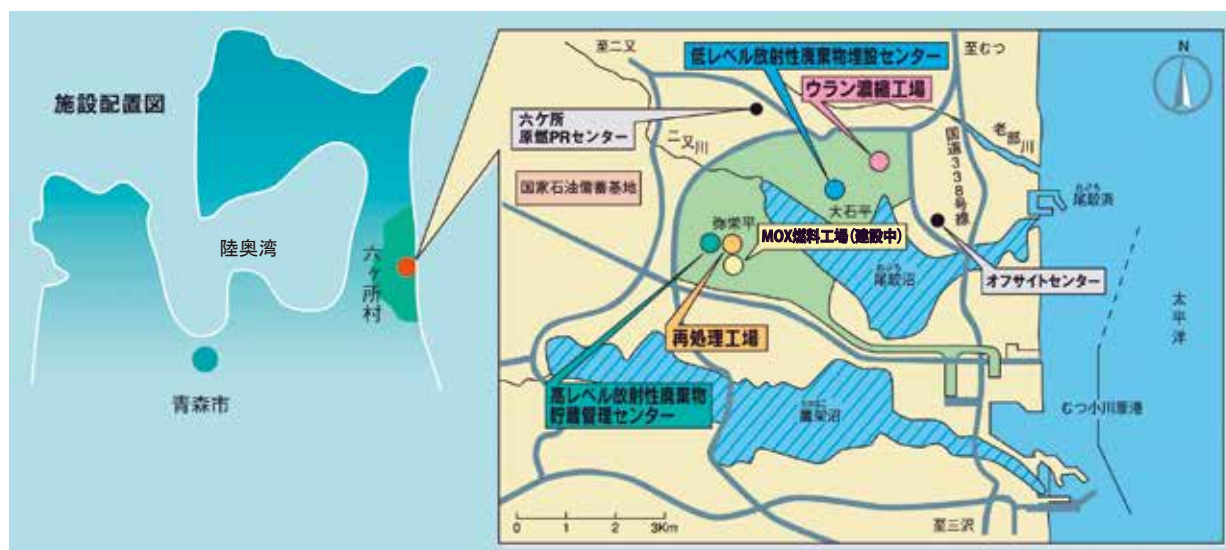 施設配置図
陸奥湾
六ケ所村
青森市
至二又
低レベル放射性廃棄物埋設センター
至むつ
N
ウラン濃縮工場
六ケ所
原燃PRセンター
二又川
国道338号線
老部川
国家石油備蓄基地
大石平
おぶち
尾駮浜
弥栄平
MOX燃料工場(建設中)
おぶち
尾駮沼
オフサイトセンター
太平洋
再処理工場
高レベル放射性廃棄物
貯蔵管理センター
鷹架沼
むつ小川原港
0 1 2 3Km
至三沢